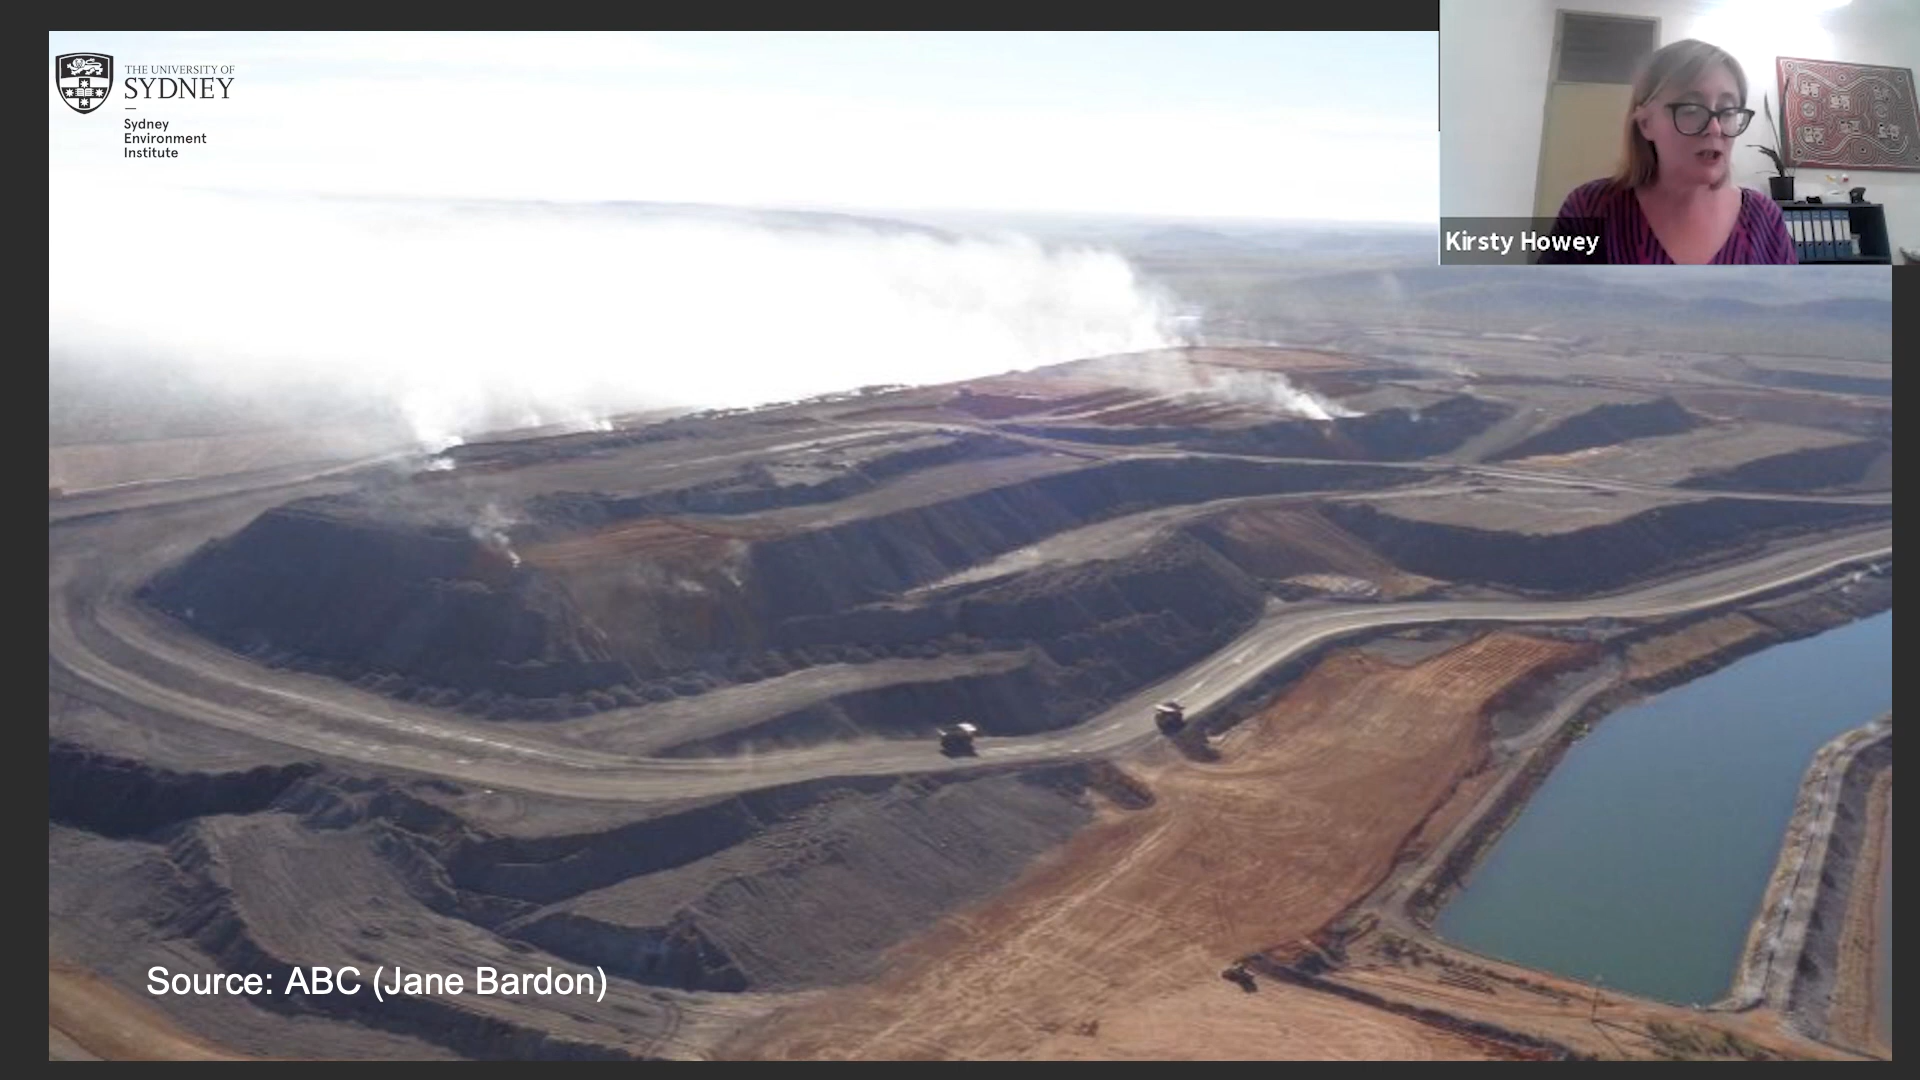 THE UNIVERSITY OF
SYDNEY
Sydney
Environment
Institute
Kirsty Howey
Source: ABC (Jane Bardon)